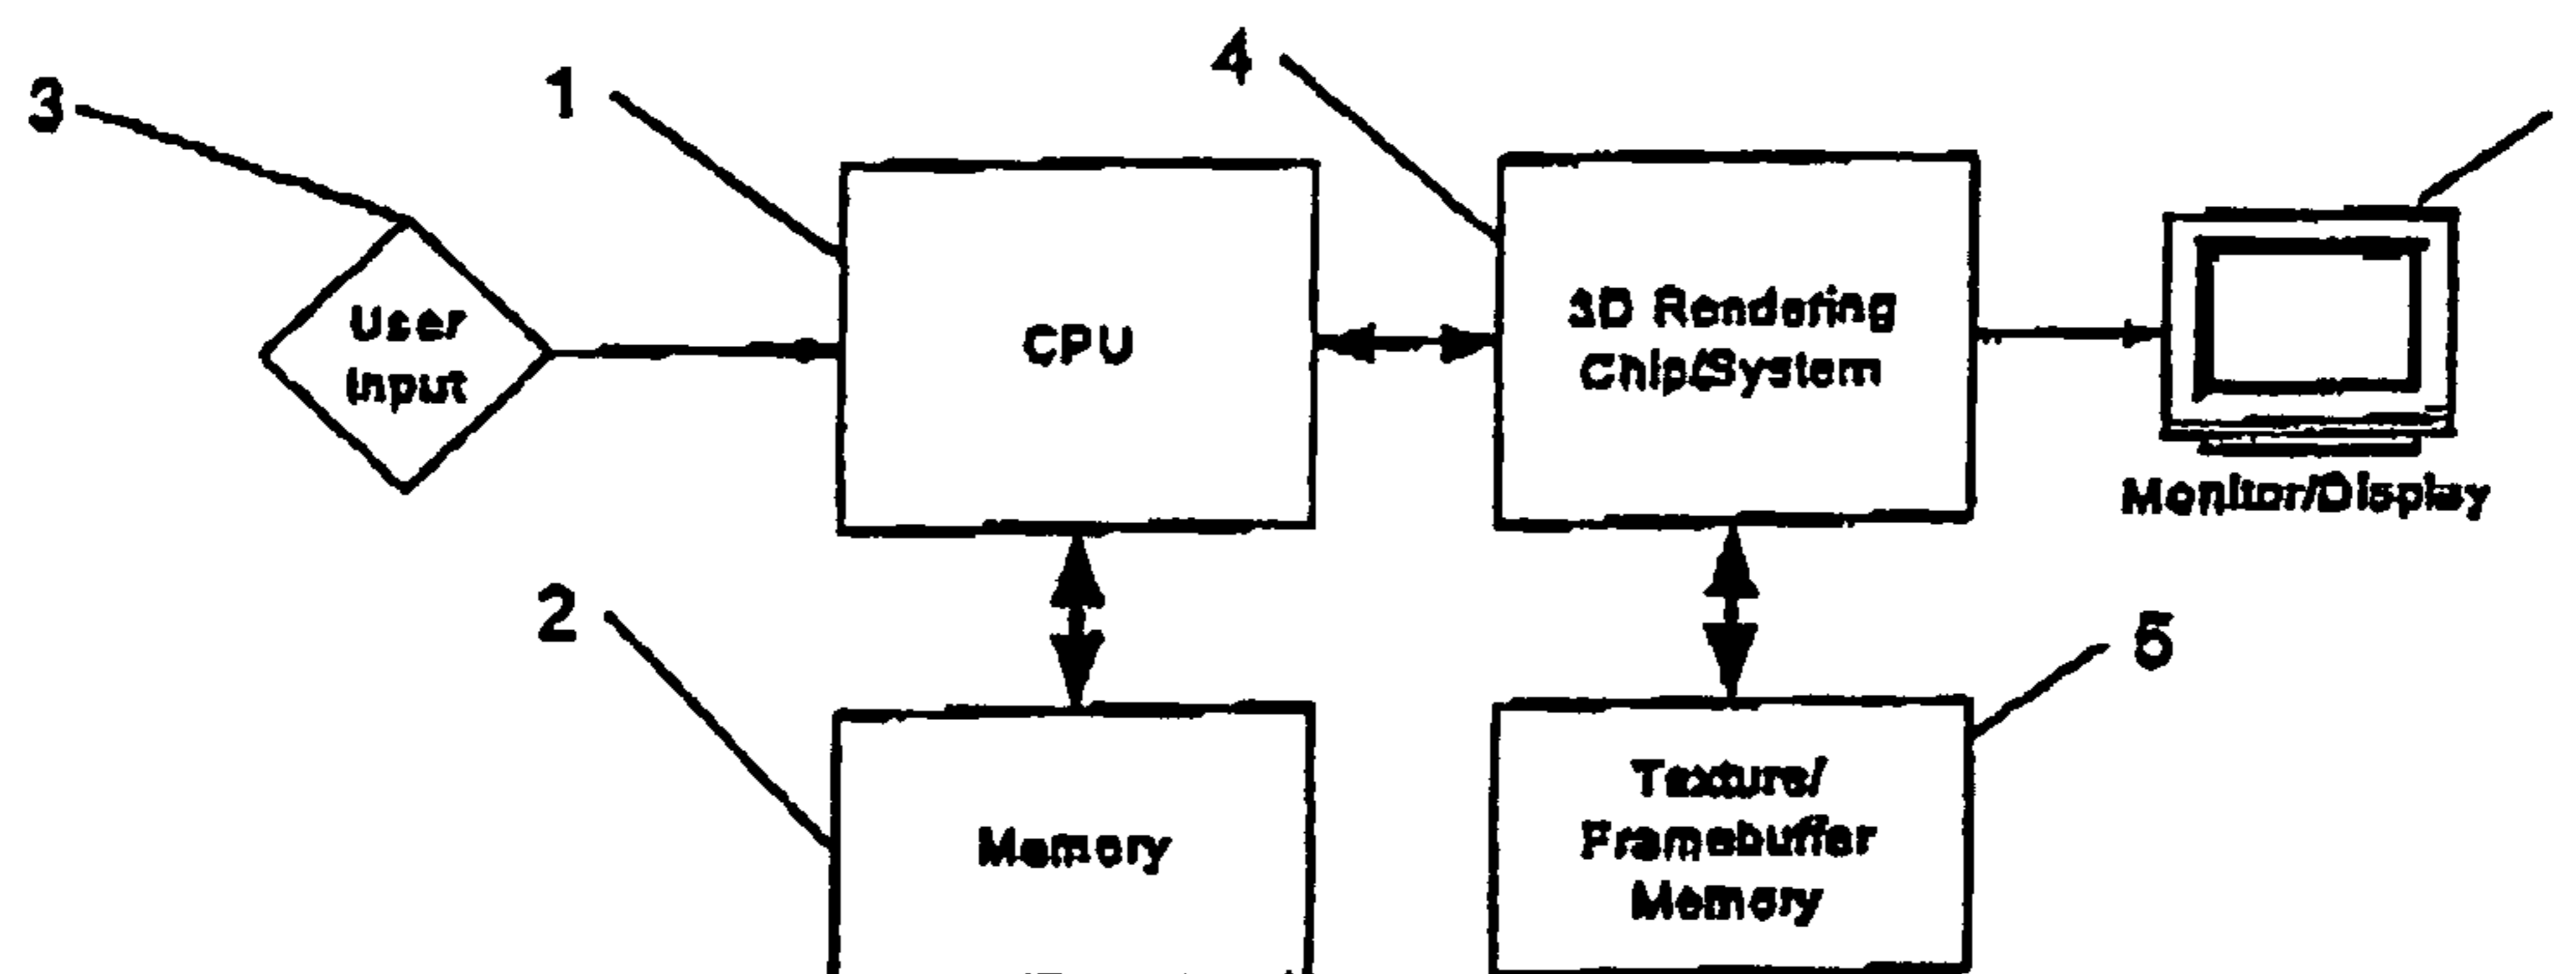 3
1
4
User
Input
CPU
3D Rendering
Chip/System
Monitor/Display
2
5
Memory
Texture/
Framebuffer
Memory